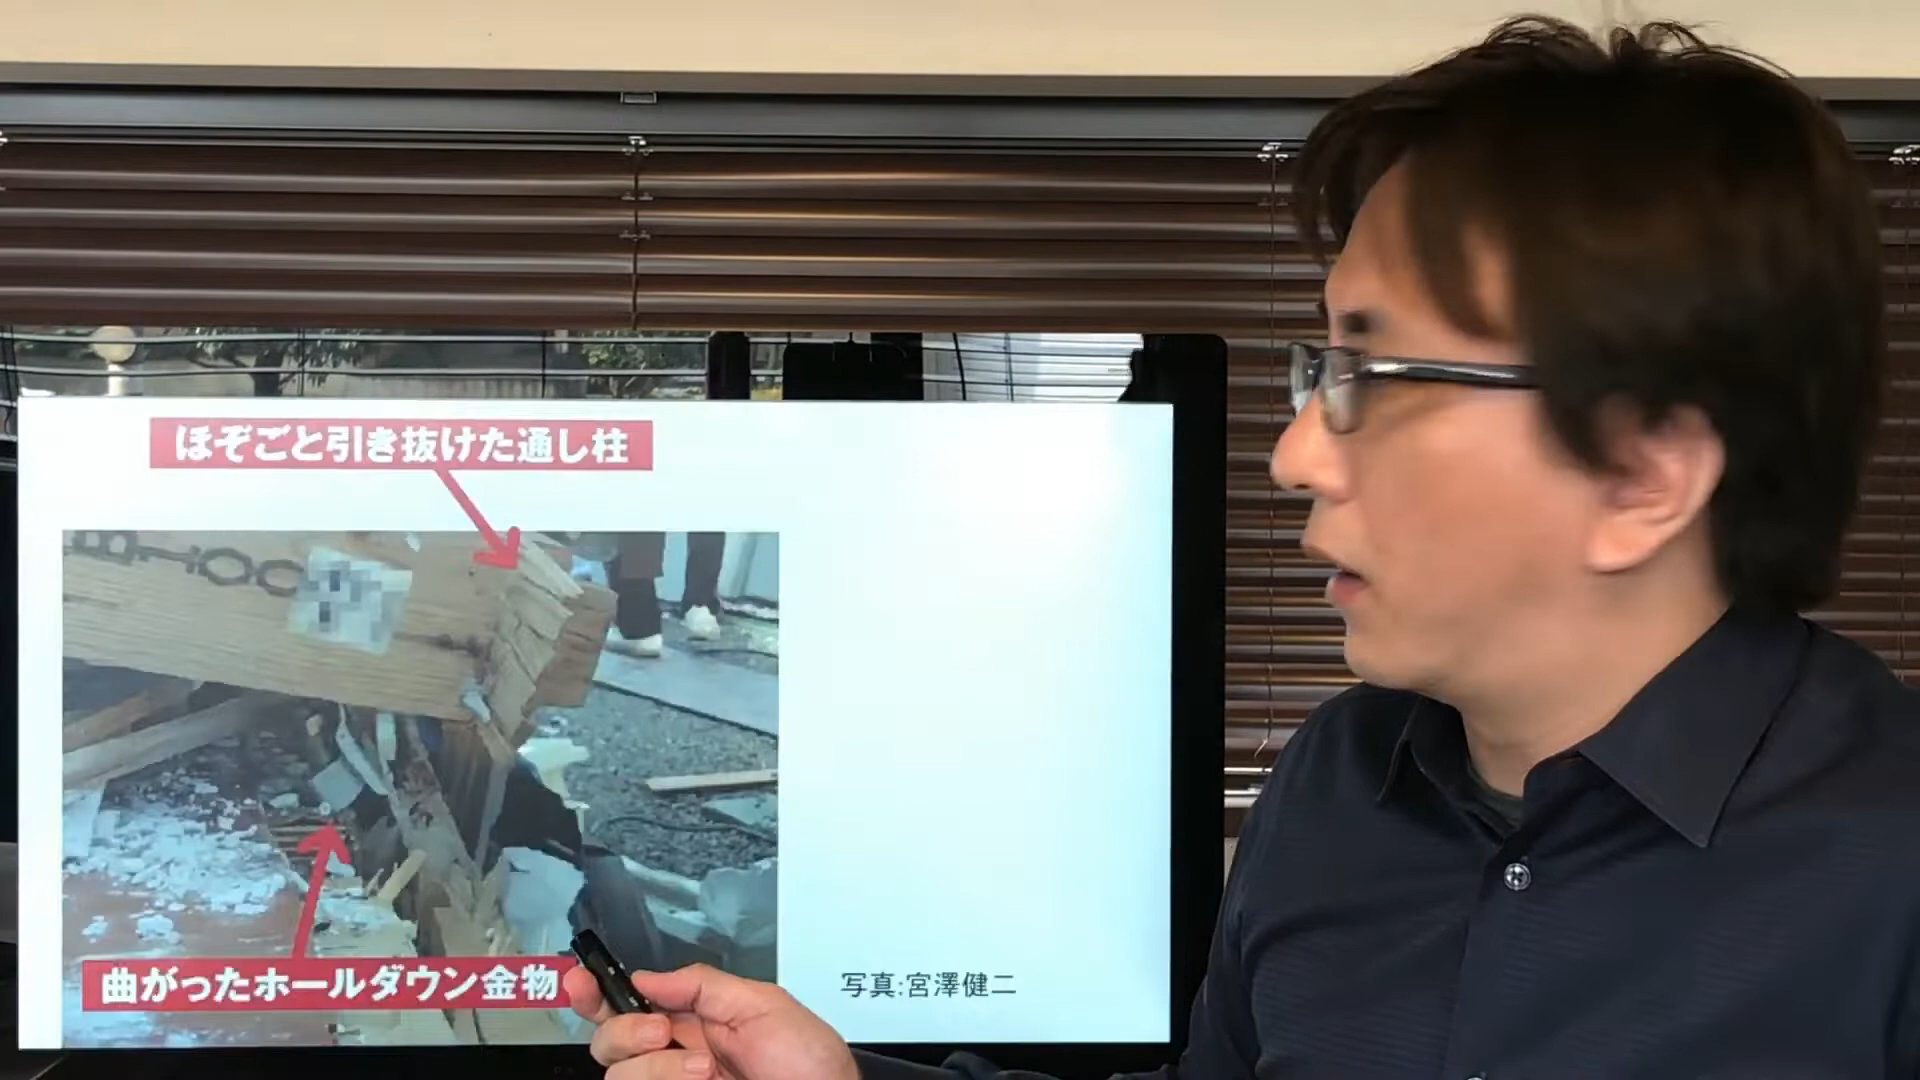 ほぞごと引き抜けた通し柱
曲がったホールダウン金物
写真:宮澤健二